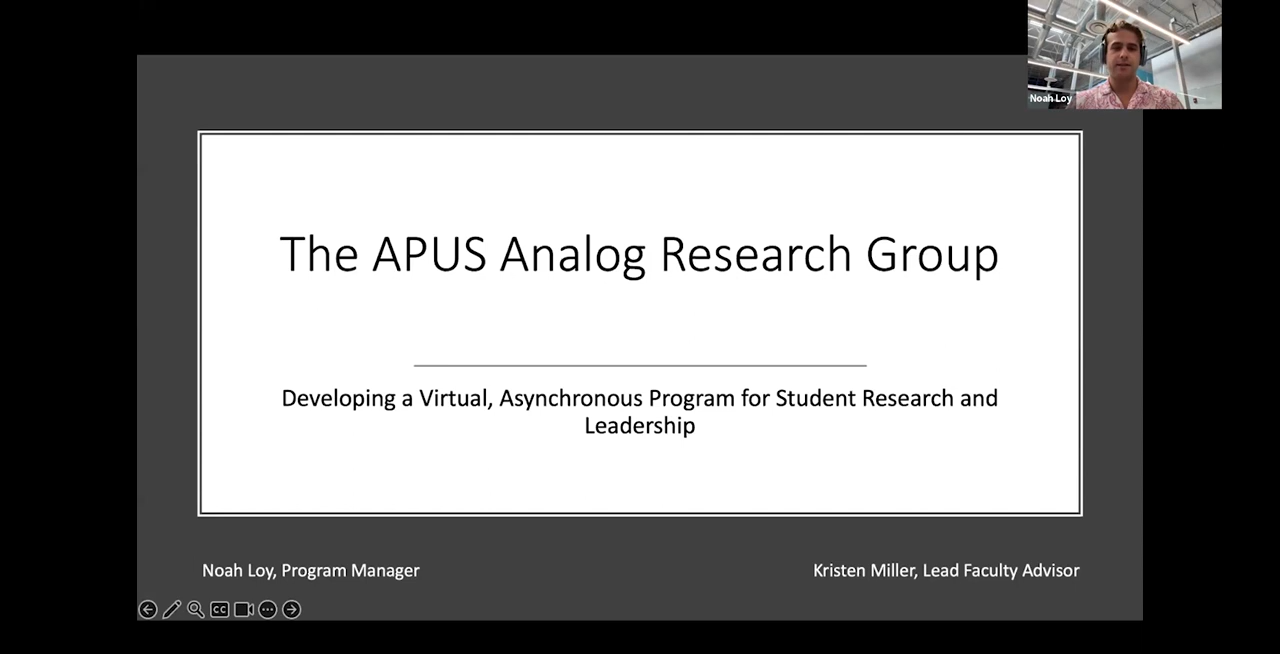 Noah Loy
The APUS Analog Research Group
Developing a Virtual, Asynchronous Program for Student Research and
Leadership
Noah Loy, Program Manager
Kristen Miller, Lead Faculty Advisor
CC